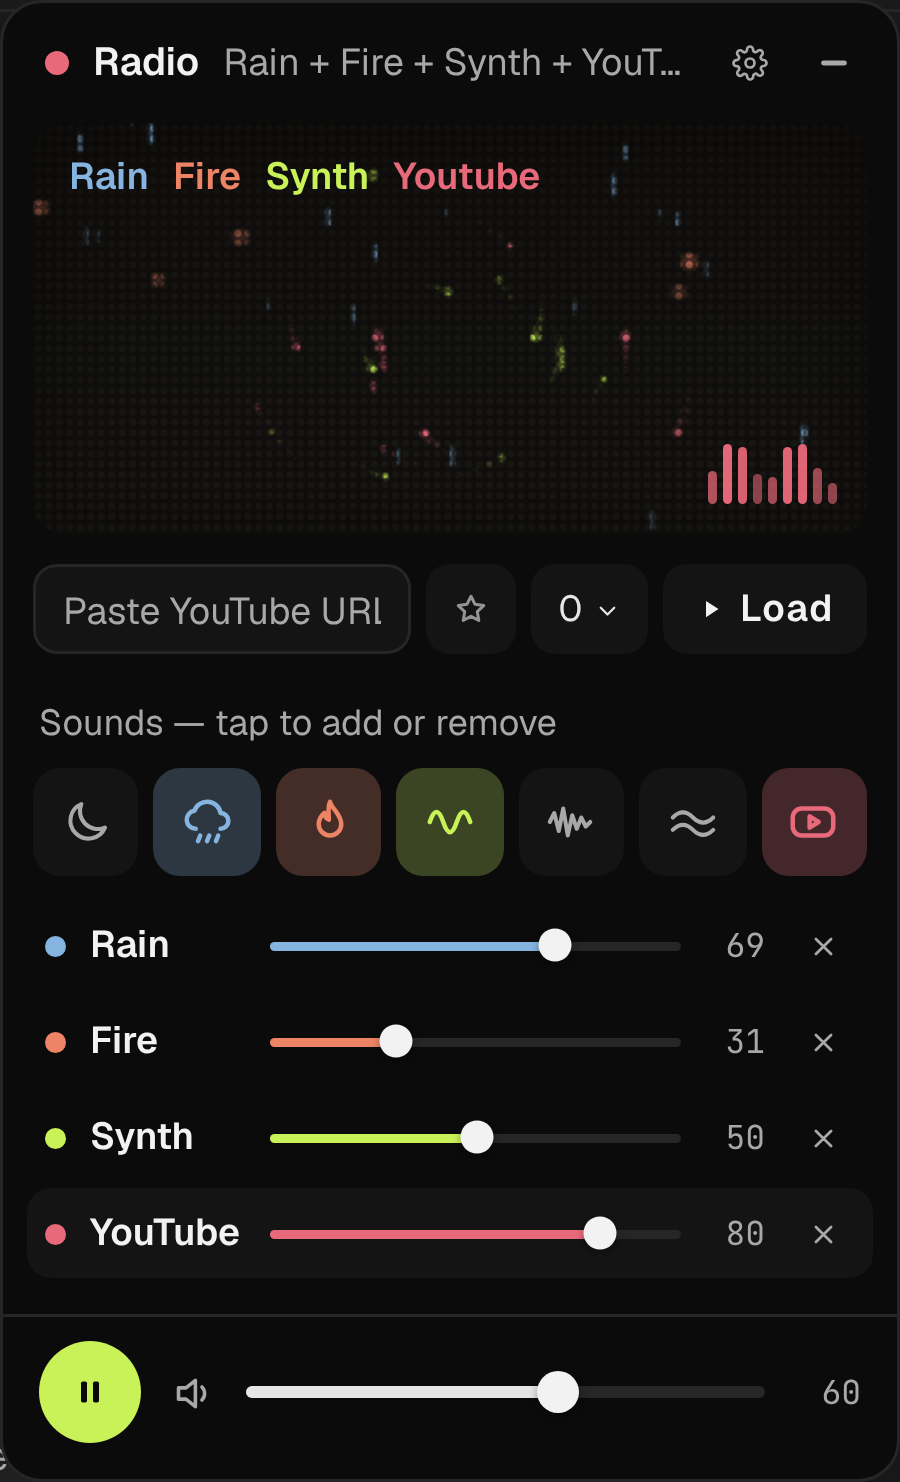 Radio Rain + Fire + Synth + YouT...
Rain Fire Synth Youtube
Paste YouTube URL 0 Load
Sounds — tap to add or remove
Rain 69
Fire 31
Synth 50
YouTube 80
60